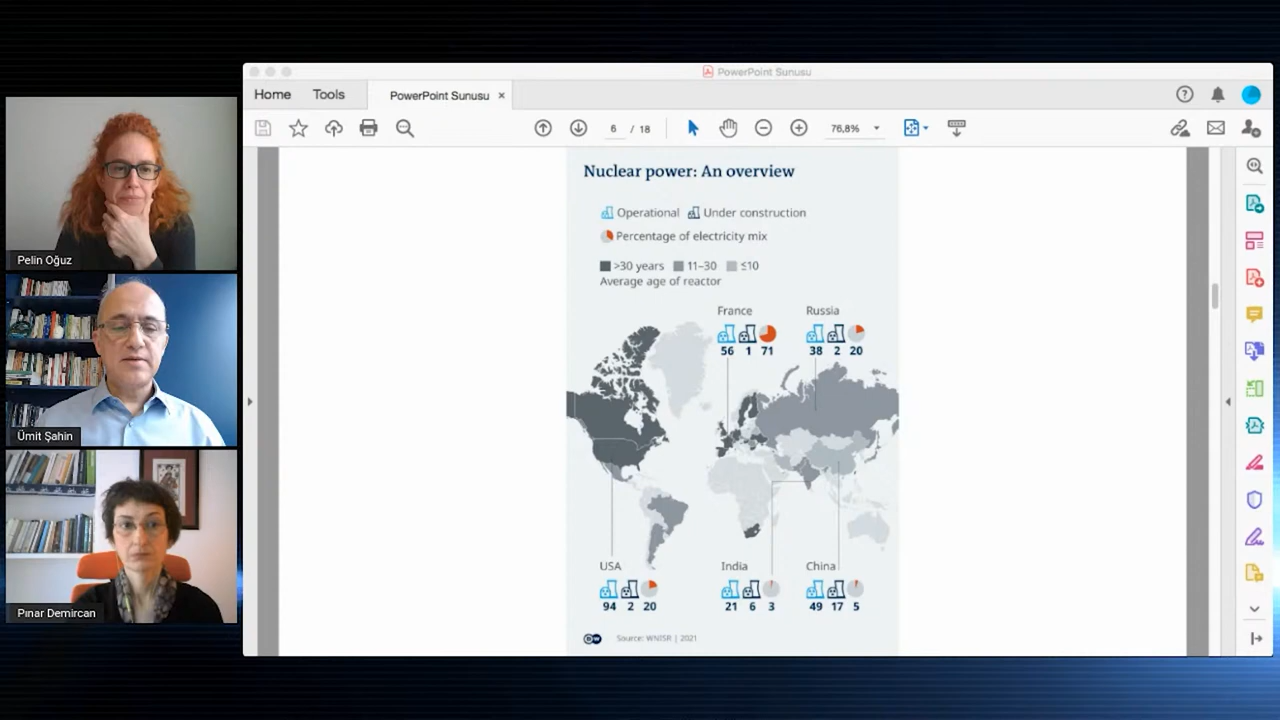 PowerPoint Sunusu
Home Tools PowerPoint Sunusu ×
6 / 18 76,8%
Pelin Oğuz
Ümit Şahin
Pınar Demircan
Nuclear power: An overview
Operational Under construction
Percentage of electricity mix
>30 years 11–30 ≤10
Average age of reactor
France Russia
56 1 71 38 2 20
USA India China
94 2 20 21 6 3 49 17 5
DW Source: WNISR | 2021